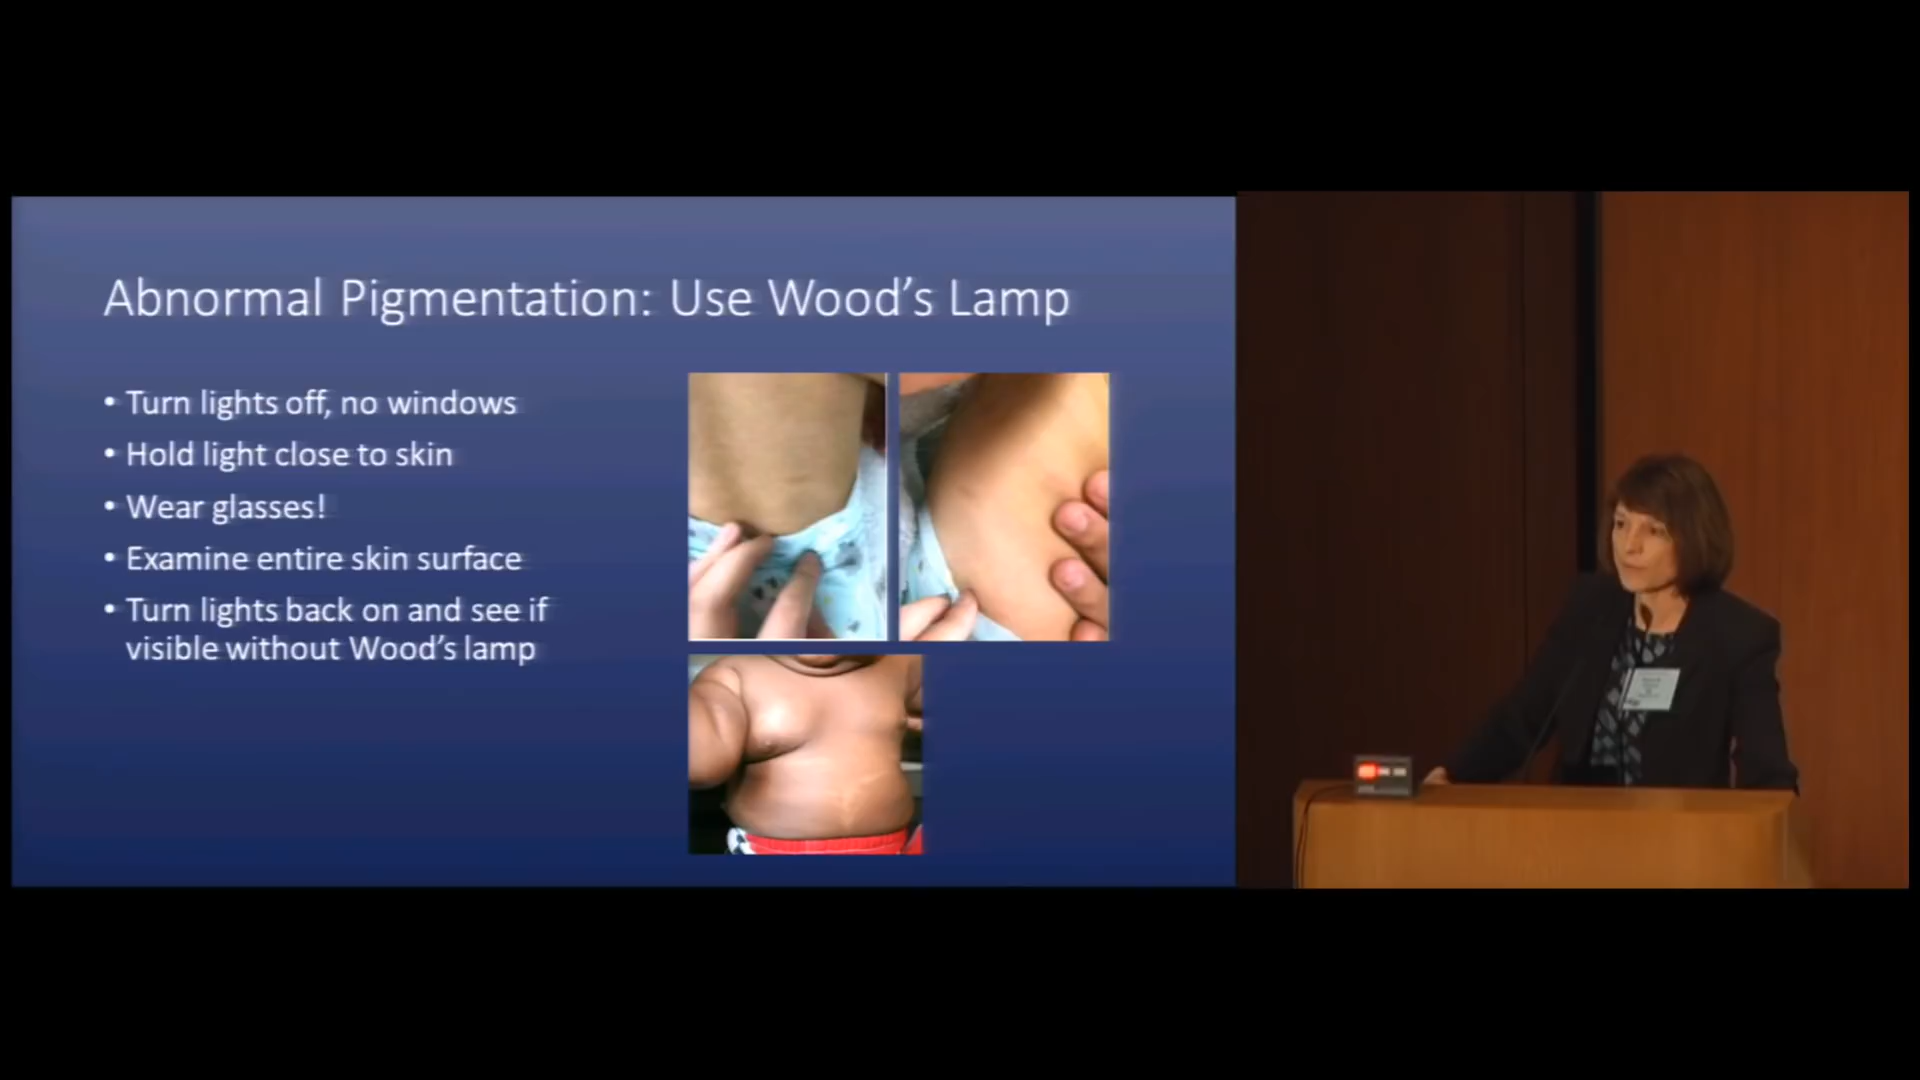 Abnormal Pigmentation: Use Wood's Lamp
• Turn lights off, no windows
• Hold light close to skin
• Wear glasses!
• Examine entire skin surface
• Turn lights back on and see if
visible without Wood's lamp